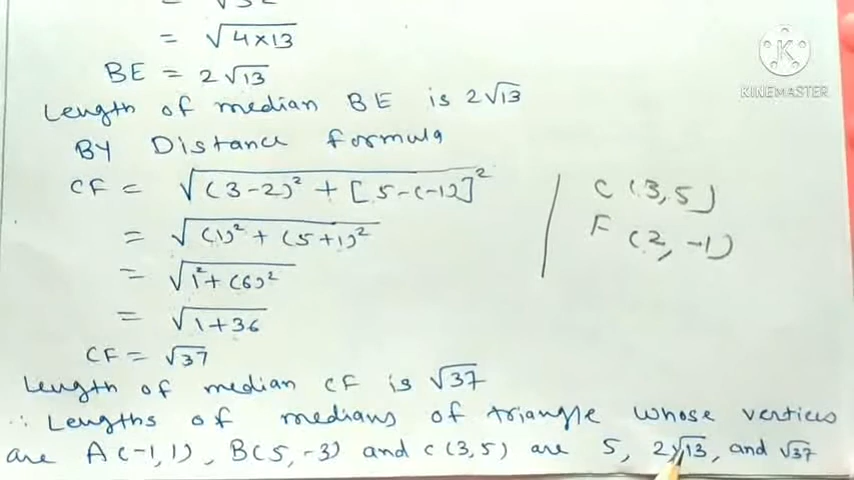 = √52
= √4×13
BE = 2√13
Length of median BE is 2√13
By Distance formula
CF = √(3-2)² + [5-(-1)]²
= √(1)² + (5+1)²
= √1² + (6)²
= √1+36
CF = √37
C (3,5)
F (2, -1)
Length of median CF is √37
∴ Lengths of medians of triangle whose vertices
are A(-1,1), B(5,-3) and C(3,5) are 5, 2√13, and √37
KINEMASTER